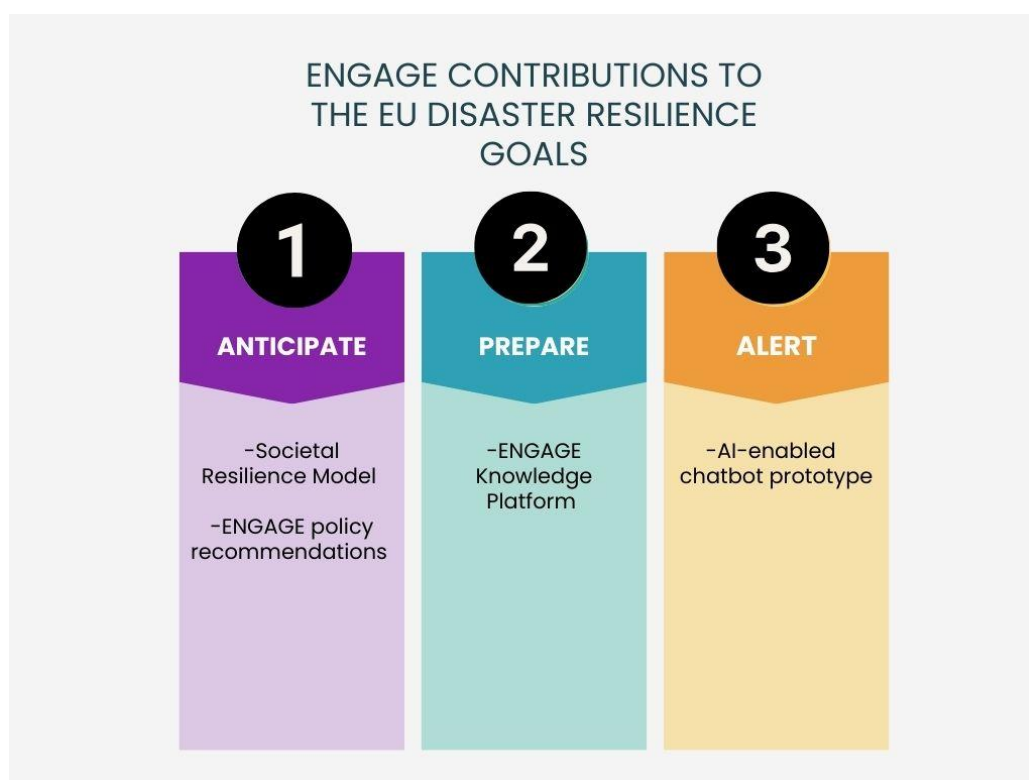 ENGAGE CONTRIBUTIONS TO
THE EU DISASTER RESILIENCE
GOALS
1
ANTICIPATE
-Societal
Resilience Model
-ENGAGE policy
recommendations
2
PREPARE
-ENGAGE
Knowledge
Platform
3
ALERT
-AI-enabled
chatbot prototype